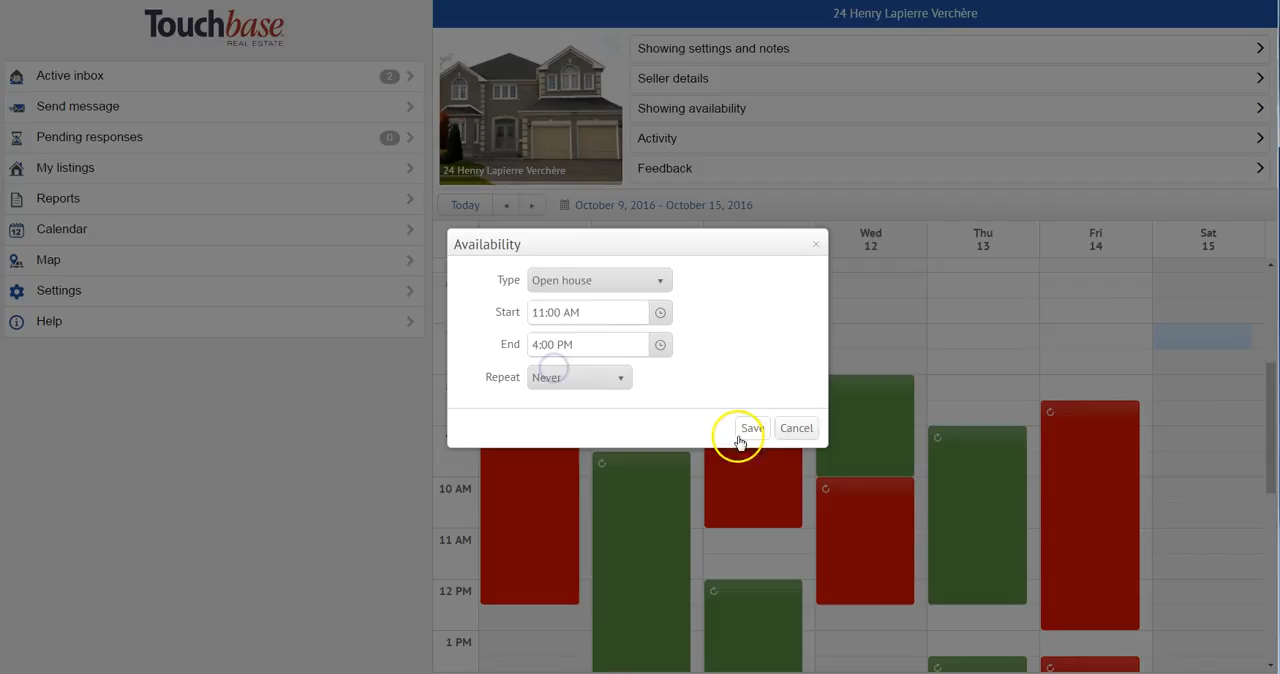 Touchbase
REAL ESTATE
Active inbox 2
Send message
Pending responses 0
My listings
Reports
Calendar
Map
Settings
Help
24 Henry Lapierre Verchère
24 Henry Lapierre Verchère
Showing settings and notes
Seller details
Showing availability
Activity
Feedback
Today October 9, 2016 - October 15, 2016
Wed Thu Fri Sat
12 13 14 15
Availability ×
Type Open house
Start 11:00 AM
End 4:00 PM
Repeat Never
Save Cancel
10 AM
11 AM
12 PM
1 PM